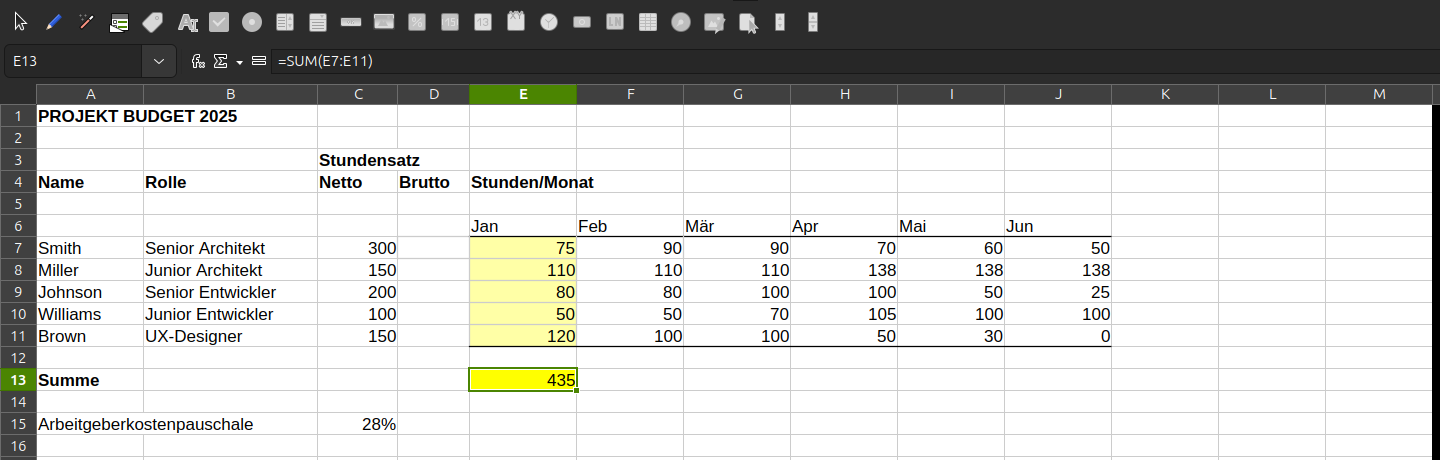 E13 =SUM(E7:E11)
A B C D E F G H I J K L M
1 PROJEKT BUDGET 2025
2
3 Stundensatz
4 Name Rolle Netto Brutto Stunden/Monat
5
6 Jan Feb Mär Apr Mai Jun
7 Smith Senior Architekt 300 75 90 90 70 60 50
8 Miller Junior Architekt 150 110 110 110 138 138 138
9 Johnson Senior Entwickler 200 80 80 100 100 50 25
10 Williams Junior Entwickler 100 50 50 70 105 100 100
11 Brown UX-Designer 150 120 100 100 50 30 0
12
13 Summe 435
14
15 Arbeitgeberkostenpauschale 28%
16